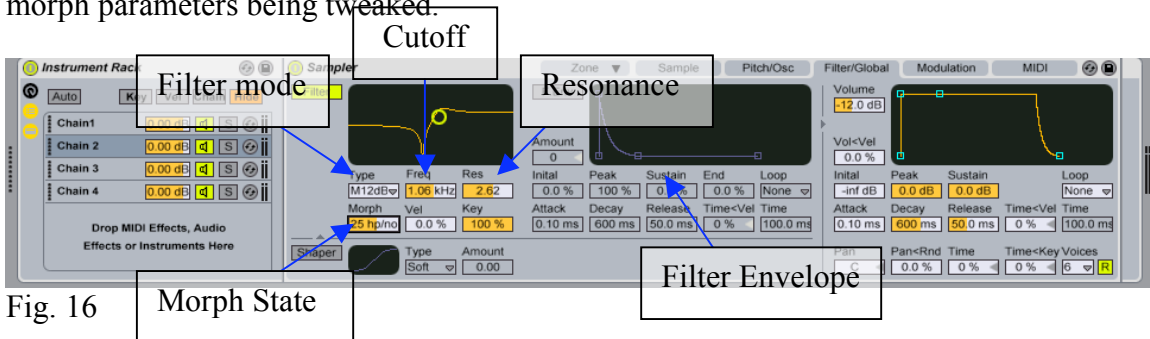 morph parameters being tweaked.
Cutoff
Filter mode
Resonance
Instrument Rack
Sampler
Zone Sample Pitch/Osc Filter/Global Modulation MIDI
Auto Key Vel Chain Hide
Filter
Volume
-12.0 dB
Chain1 0.00 dB S
Chain 2 0.00 dB S
Chain 3 0.00 dB S
Chain 4 0.00 dB S
Drop MIDI Effects, Audio
Effects or Instruments Here
Amount
0
Vol<Vel
0.0 %
Type Freq Res
M12dB 1.06 kHz 2.62
Morph Vel Key
25 hp/no 0.0 % 100 %
Inital Peak Sustain End Loop
0.0 % 100 % 0.0 % 0.0 % None
Attack Decay Release Time<Vel Time
0.10 ms 600 ms 50.0 ms 0 % 100.0 ms
Inital Peak Sustain Loop
-inf dB 0.0 dB 0.0 dB None
Attack Decay Release Time<Vel Time
0.10 ms 600 ms 50.0 ms 0 % 100.0 ms
Shaper
Type Amount
Soft 0.00
Pan Pan<Rnd Time Time<Key Voices
C 0.0 % 0 % 0 % 6 R
Filter Envelope
Morph State
Fig. 16